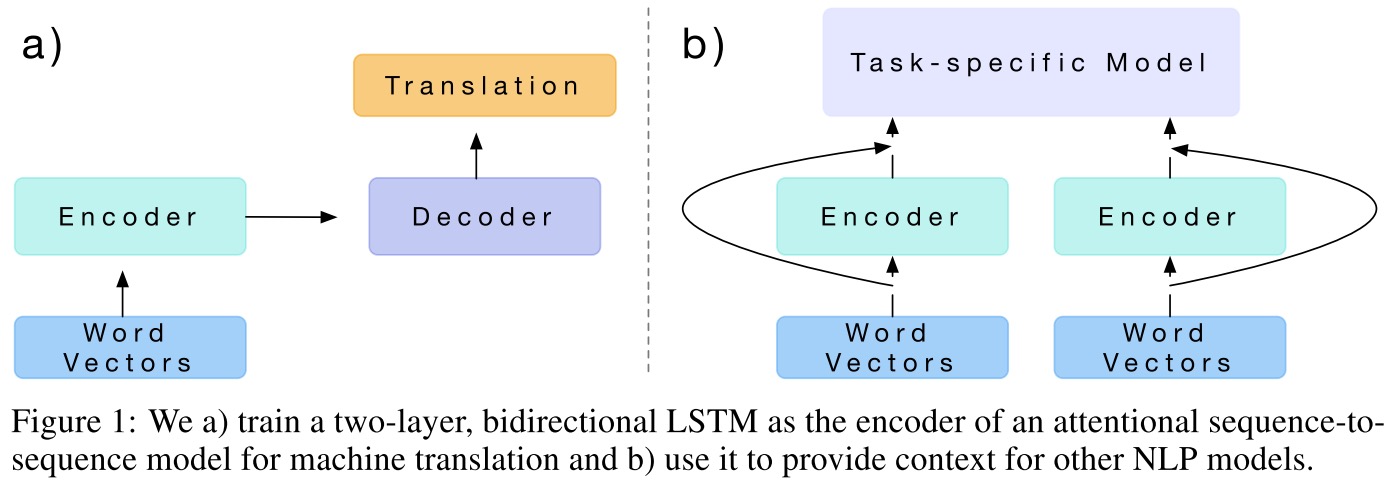 a)
Translation
Encoder
Decoder
Word
Vectors
b)
Task-specific Model
Encoder
Encoder
Word
Vectors
Word
Vectors
Figure 1: We a) train a two-layer, bidirectional LSTM as the encoder of an attentional sequence-to-
sequence model for machine translation and b) use it to provide context for other NLP models.